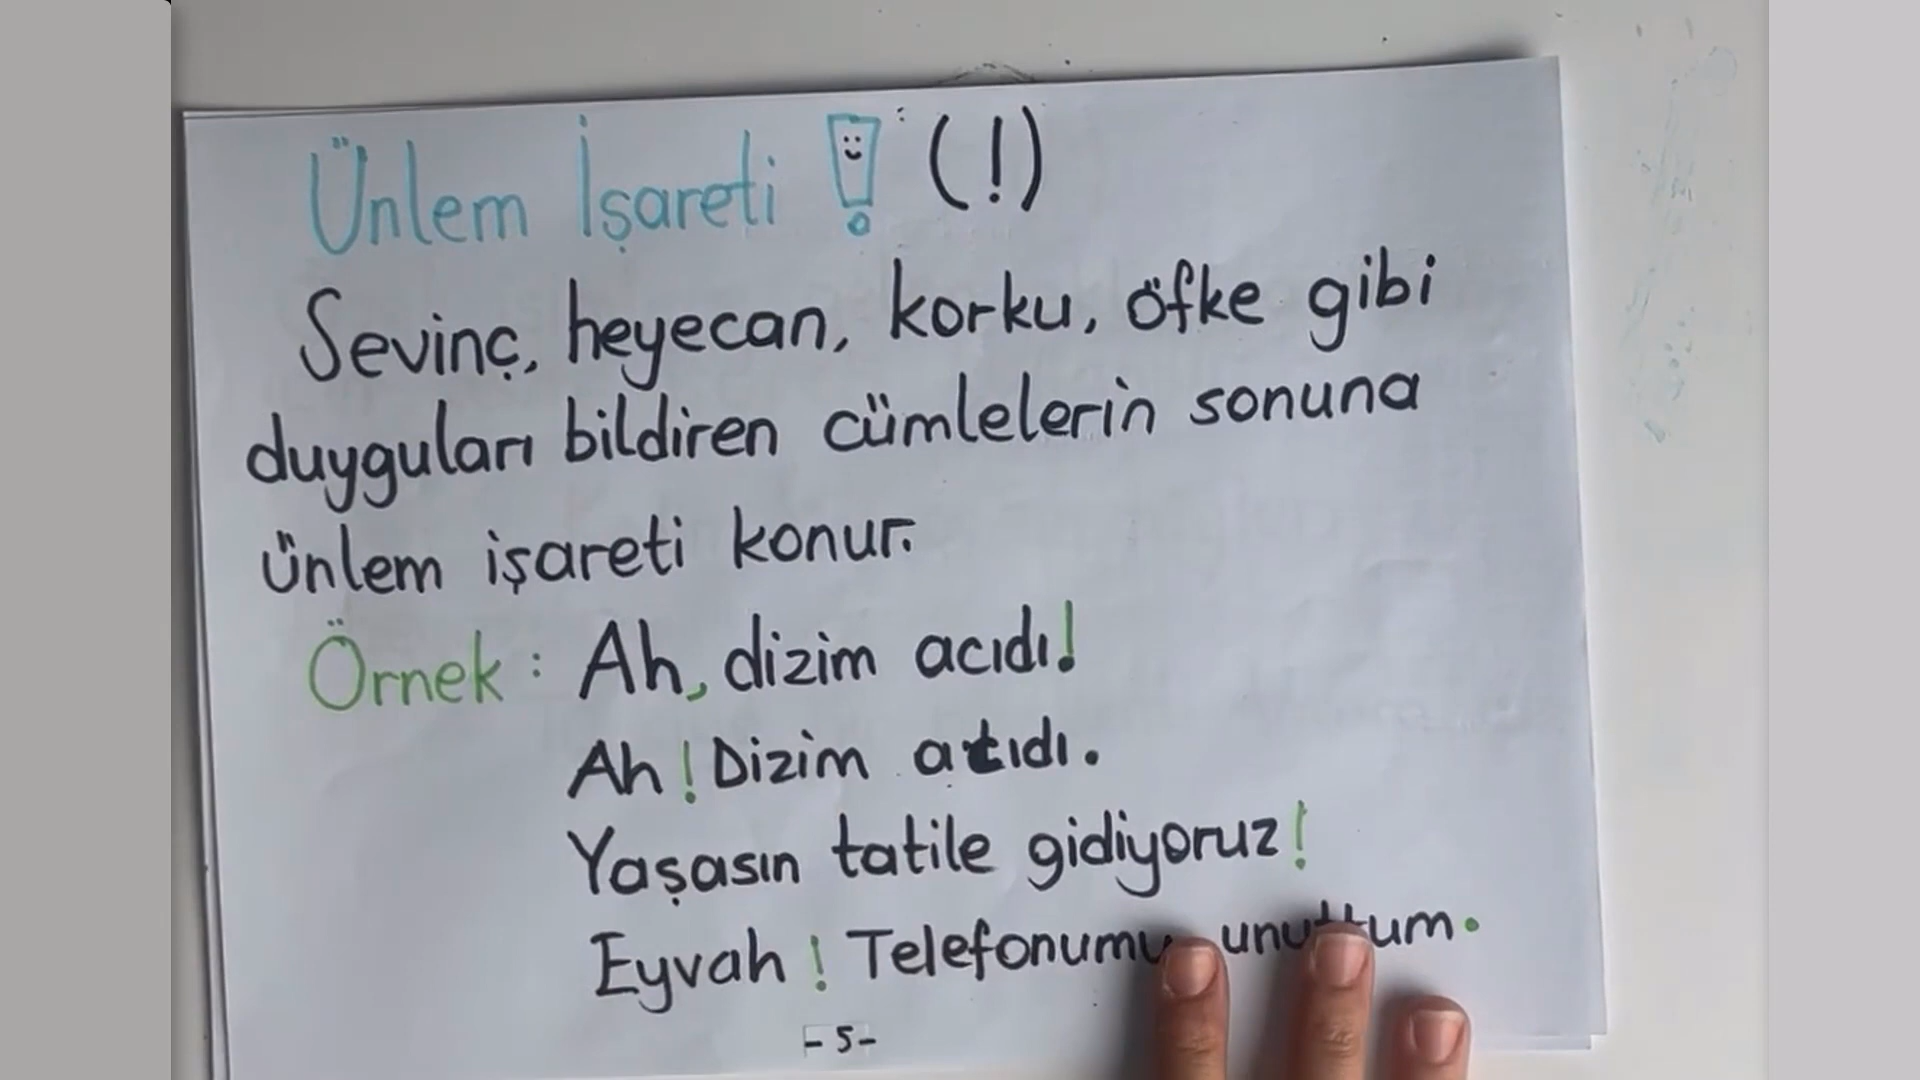 Ünlem İşareti ! (!)
Sevinç, heyecan, korku, öfke gibi
duyguları bildiren cümlelerin sonuna
ünlem işareti konur.
Örnek: Ah, dizim acıdı!
Ah! Dizim acıdı.
Yaşasın tatile gidiyoruz!
Eyvah! Telefonumu unuttum.
-5-